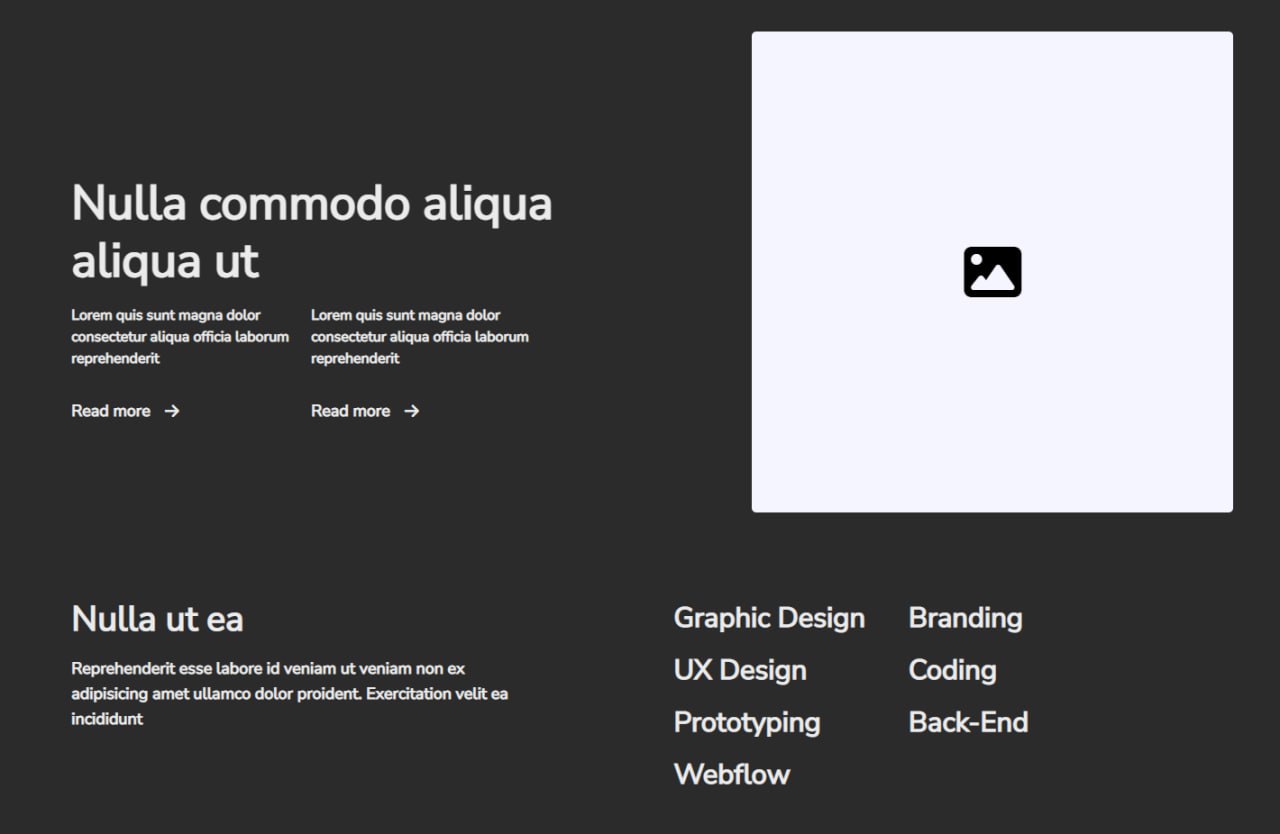 Nulla commodo aliqua
aliqua ut
Lorem quis sunt magna dolor
consectetur aliqua officia laborum
reprehenderit
Read more
Lorem quis sunt magna dolor
consectetur aliqua officia laborum
reprehenderit
Read more
Nulla ut ea
Reprehenderit esse labore id veniam ut veniam non ex
adipisicing amet ullamco dolor proident. Exercitation velit ea
incididunt
Graphic Design
UX Design
Prototyping
Webflow
Branding
Coding
Back-End